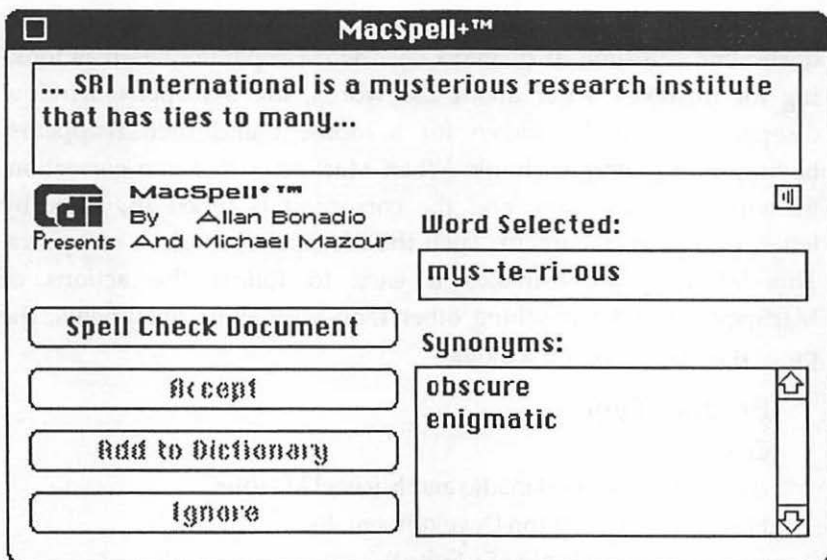 MacSpell+™
... SRI International is a mysterious research institute
that has ties to many...
cdi
Presents
MacSpell+ ™
By Allan Bonadio
And Michael Mazour
Word Selected:
mys-te-ri-ous
Spell Check Document
Accept
Add to Dictionary
Ignore
Synonyms:
obscure
enigmatic